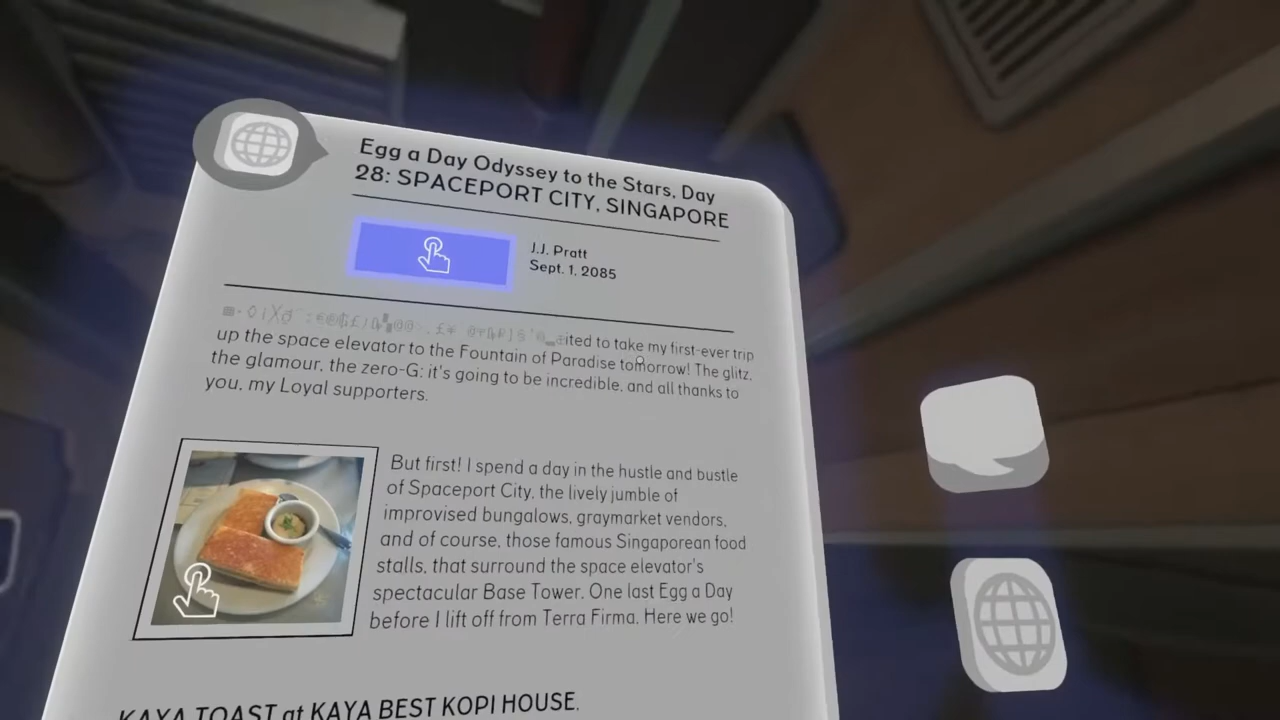 Egg a Day Odyssey to the Stars, Day
28: SPACEPORT CITY, SINGAPORE
J.J. Pratt
Sept. 1, 2085
ited to take my first-ever trip
up the space elevator to the Fountain of Paradise tomorrow! The glitz,
the glamour, the zero-G: it's going to be incredible, and all thanks to
you, my Loyal supporters.
But first! I spend a day in the hustle and bustle
of Spaceport City, the lively jumble of
improvised bungalows, graymarket vendors,
and of course, those famous Singaporean food
stalls, that surround the space elevator's
spectacular Base Tower. One last Egg a Day
before I lift off from Terra Firma. Here we go!
KAYA TOAST at KAYA BEST KOPI HOUSE.